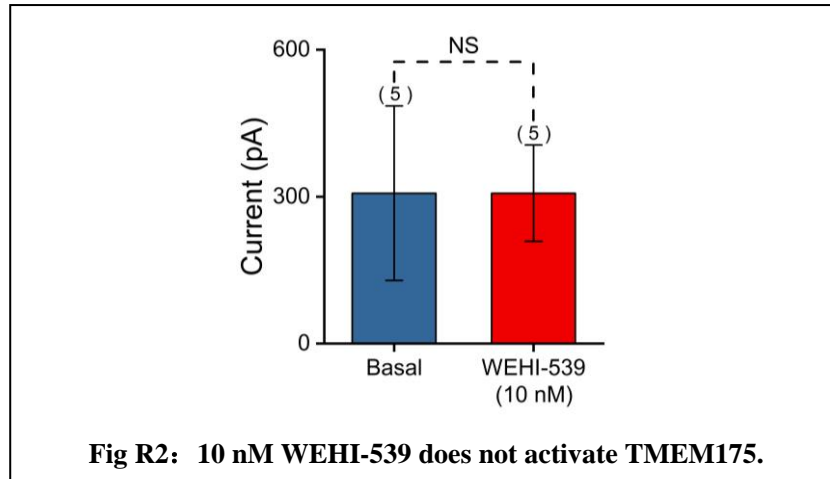 600
NS
(5)
(5)
Current (pA)
300
0
Basal
WEHI-539
(10 nM)
Fig R2：10 nM WEHI-539 does not activate TMEM175.